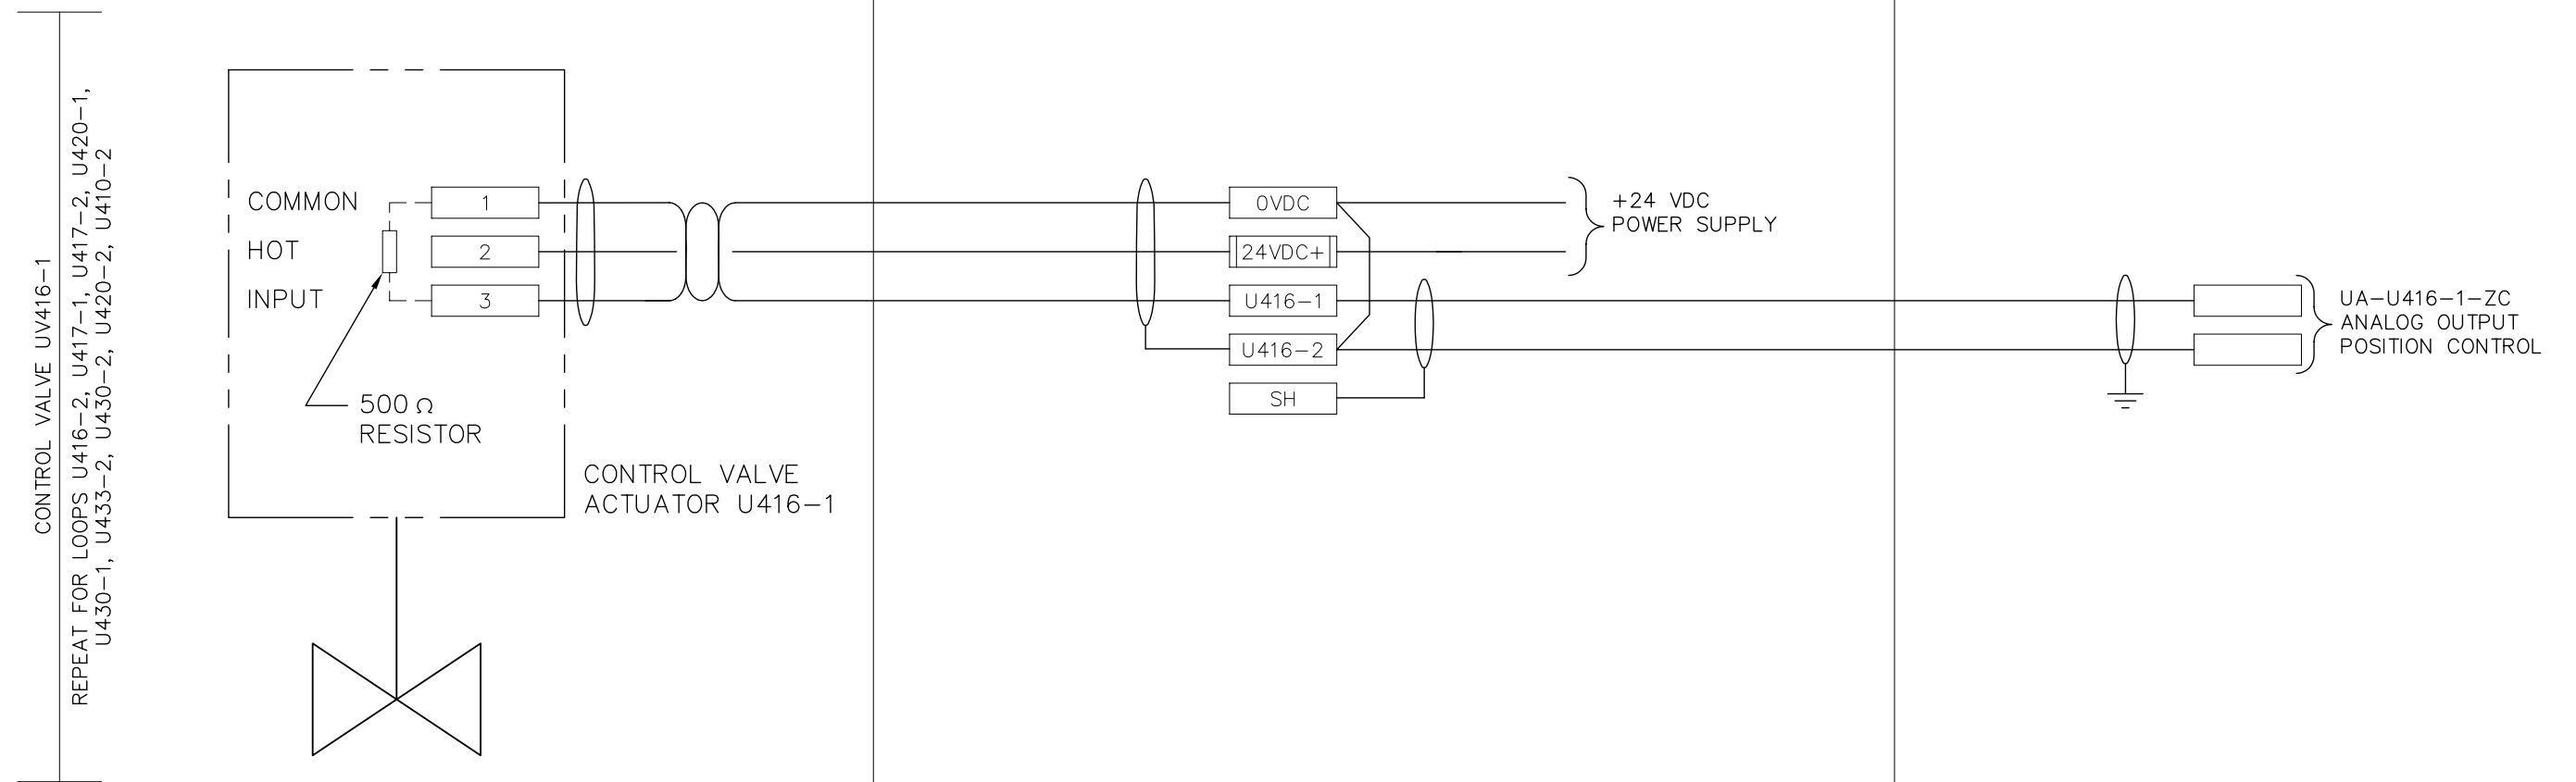 CONTROL VALVE UV416-1
REPEAT FOR LOOPS U416-2, U417-1, U417-2, U420-1,
U430-1, U433-2, U430-2, U420-2, U410-2
COMMON
HOT
INPUT
1
2
3
500 Ω
RESISTOR
CONTROL VALVE
ACTUATOR U416-1
0VDC
24VDC+
U416-1
U416-2
SH
+24 VDC
POWER SUPPLY
UA-U416-1-ZC
ANALOG OUTPUT
POSITION CONTROL